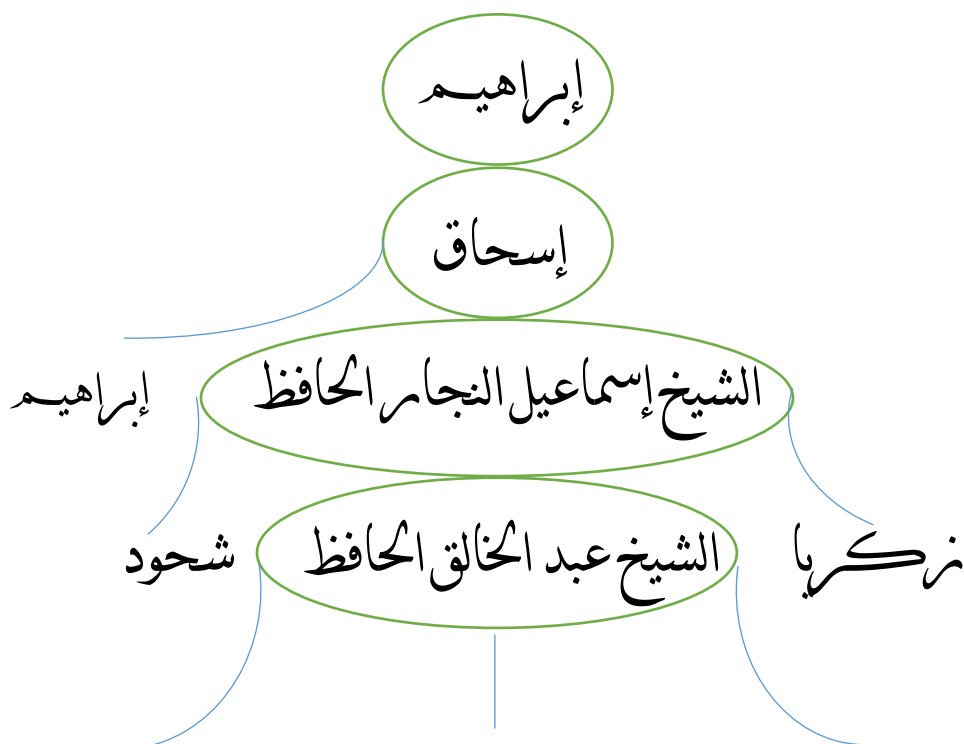 إبراهيم
إسحاق
الشيخ إسماعيل النجار الحافظ
إبراهيم
زكريا
الشيخ عبد الخالق الحافظ
شحود